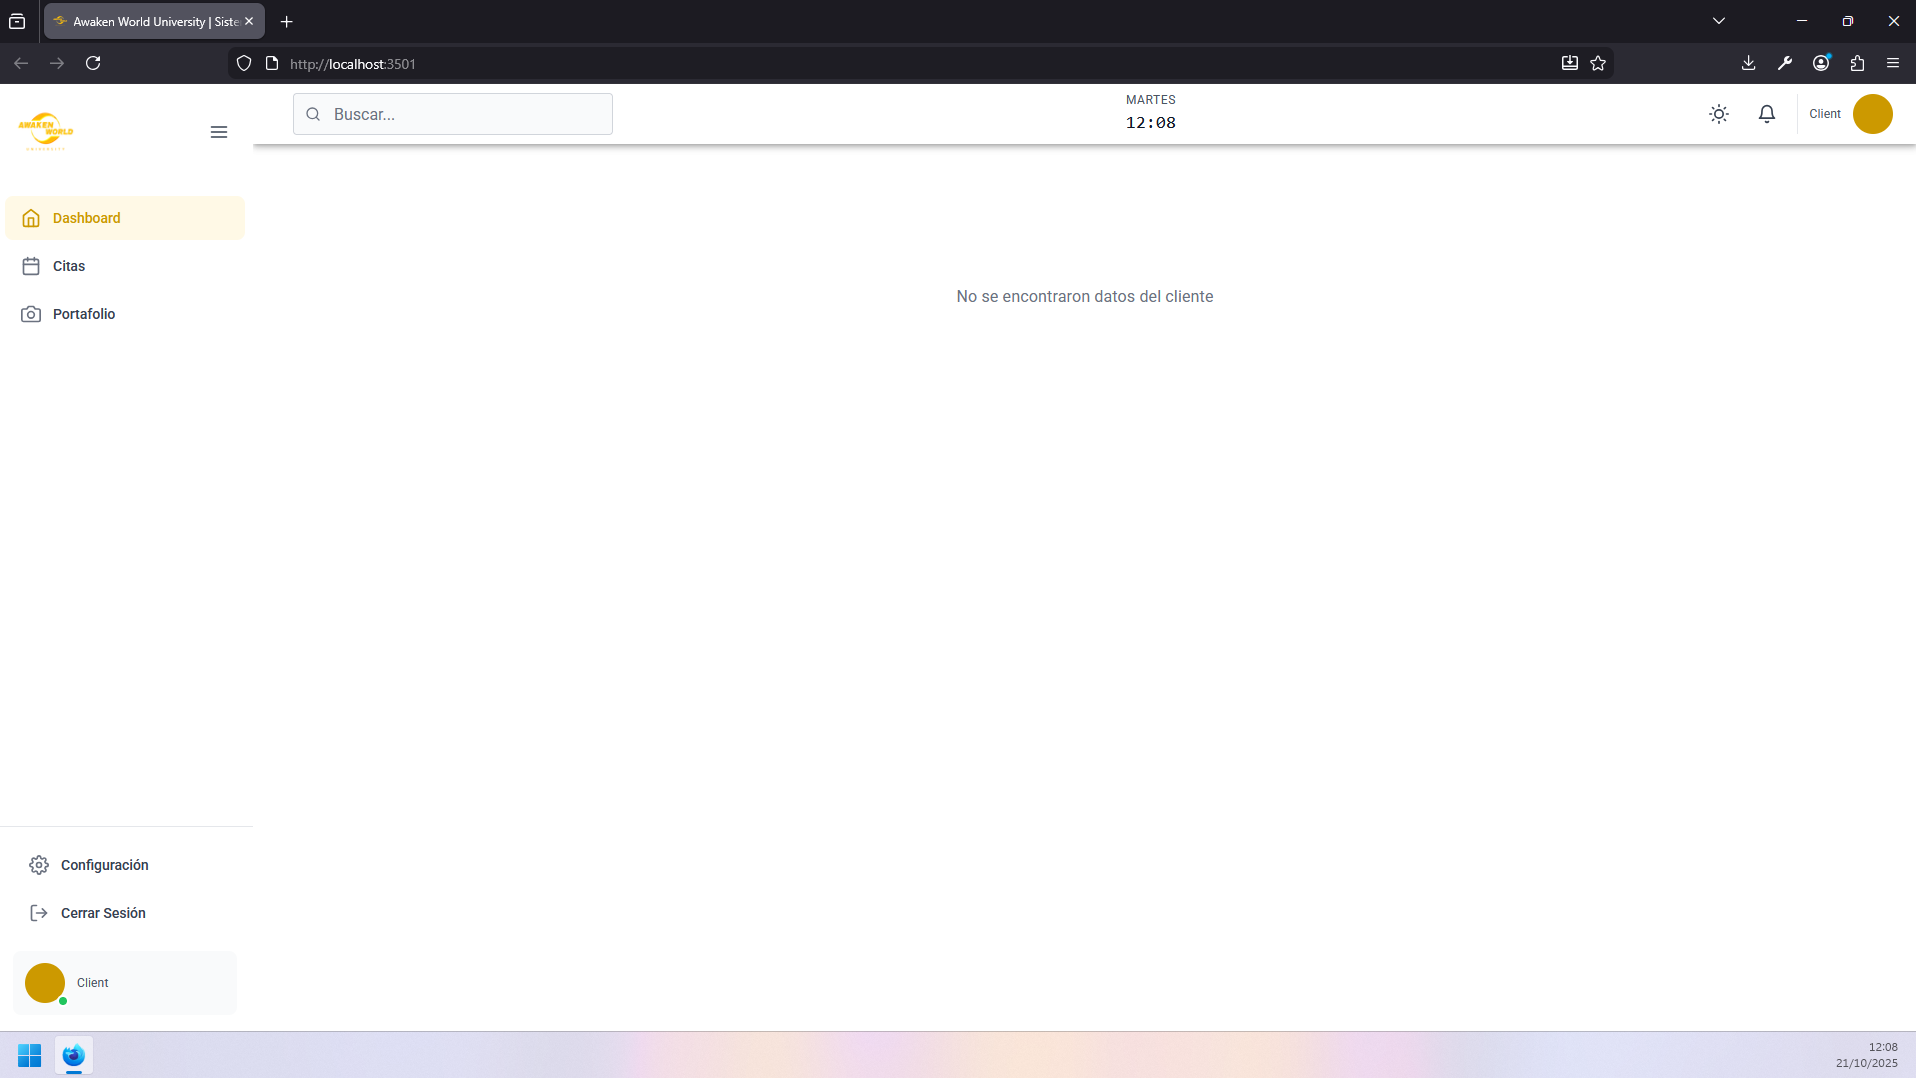 Awaken World University | Siste
http://localhost:3501
AWAKEN
WORLD
UNIVERSITY
Buscar...
MARTES
12:08
Client
Dashboard
Citas
Portafolio
No se encontraron datos del cliente
Configuración
Cerrar Sesión
Client
12:08
21/10/2025